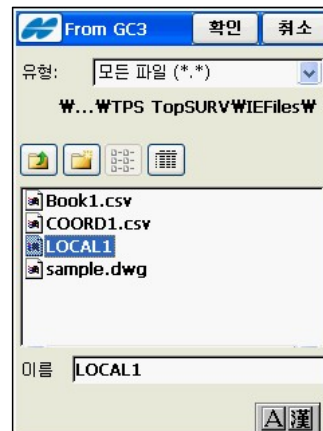 From GC3 확인 취소
유형: 모든 파일 (*.*)
₩...₩TPS TopSURV₩IEFiles₩
Book1.csv
COORD1.csv
LOCAL1
sample.dwg
이름 LOCAL1
A 漢